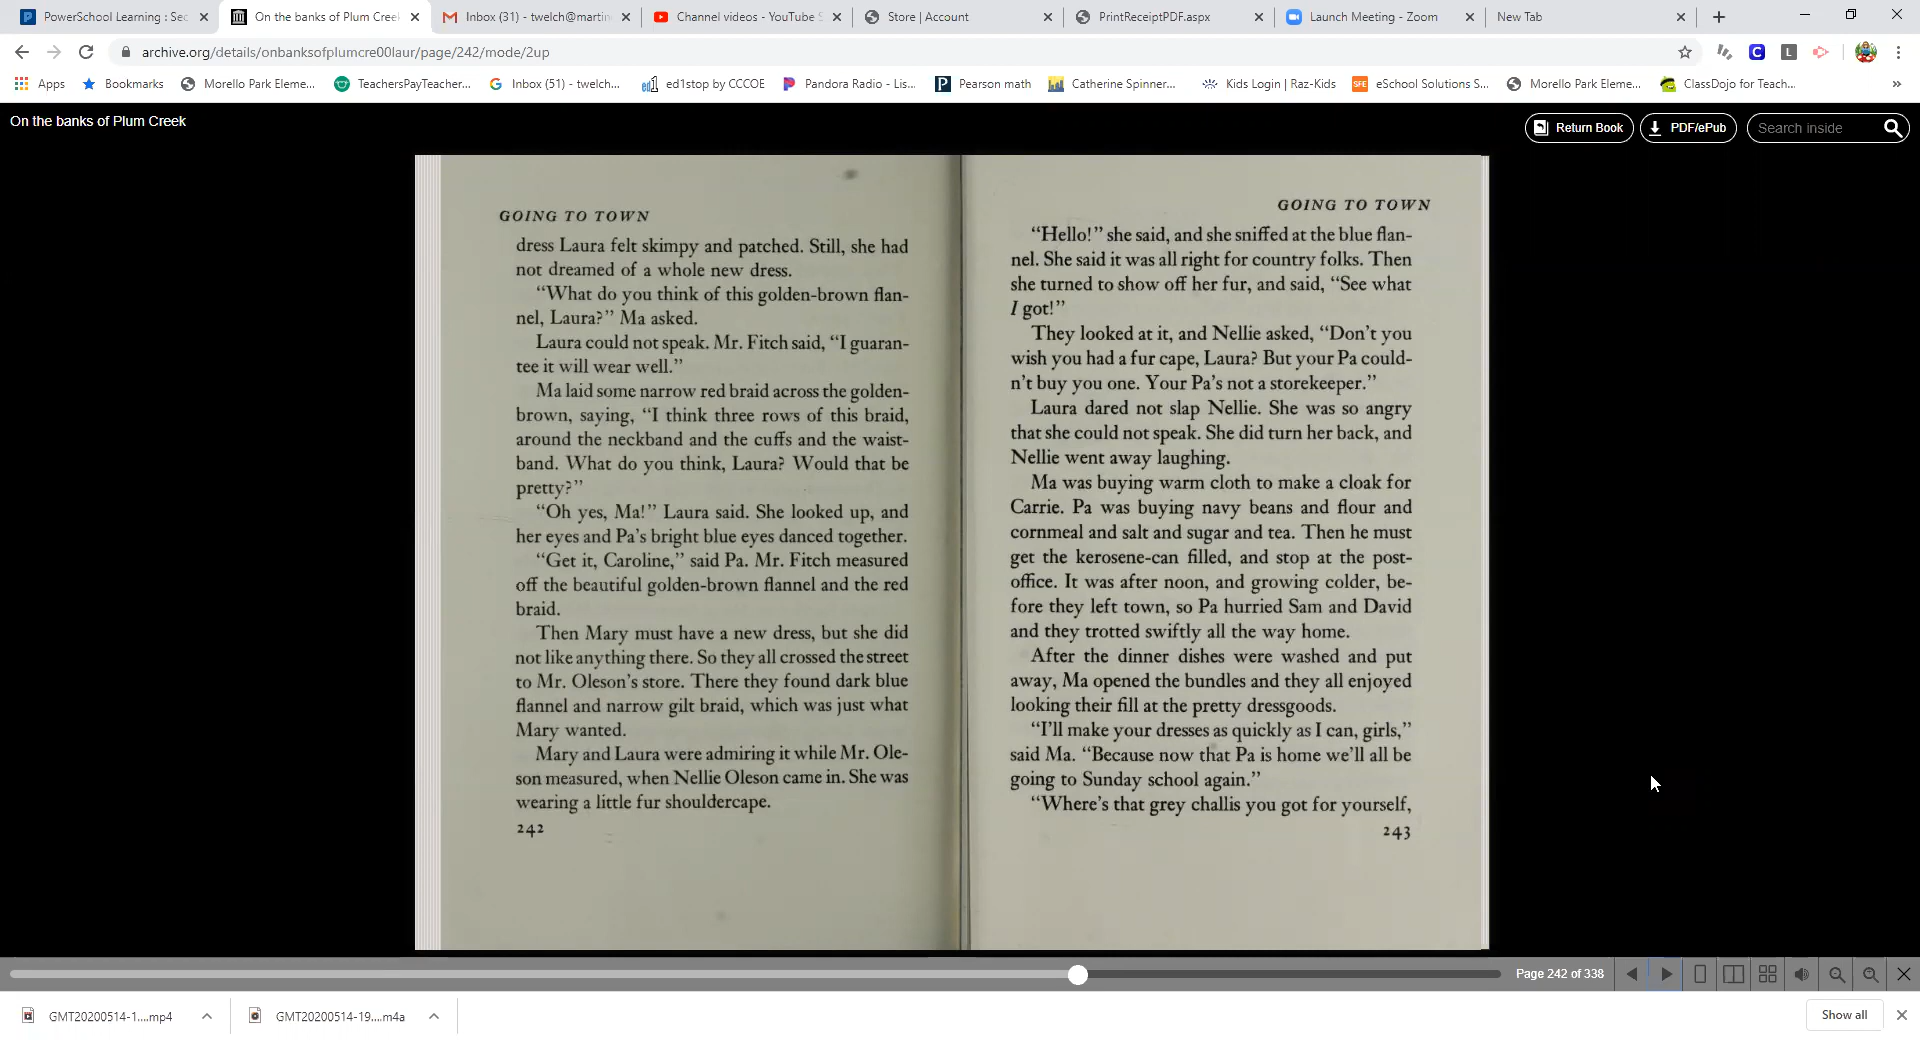 PowerSchool Learning : Sec
On the banks of Plum Creek
Inbox (31) - twelch@martin
Channel videos - YouTube S
Store | Account
PrintReceiptPDF.aspx
Launch Meeting - Zoom
New Tab
archive.org/details/onbanksofplumcre00laur/page/242/mode/2up
Apps
Bookmarks
Morello Park Eleme...
TeachersPayTeacher...
Inbox (51) - twelch...
ed1stop by CCCOE
Pandora Radio - Lis...
Pearson math
Catherine Spinner...
Kids Login | Raz-Kids
eSchool Solutions S...
Morello Park Eleme...
ClassDojo for Teach...
On the banks of Plum Creek
Return Book
PDF/ePub
Search inside
GOING TO TOWN
dress Laura felt skimpy and patched. Still, she had
not dreamed of a whole new dress.
“What do you think of this golden-brown flan-
nel, Laura?” Ma asked.
Laura could not speak. Mr. Fitch said, “I guaran-
tee it will wear well.”
Ma laid some narrow red braid across the golden-
brown, saying, “I think three rows of this braid,
around the neckband and the cuffs and the waist-
band. What do you think, Laura? Would that be
pretty?”
“Oh yes, Ma!” Laura said. She looked up, and
her eyes and Pa’s bright blue eyes danced together.
“Get it, Caroline,” said Pa. Mr. Fitch measured
off the beautiful golden-brown flannel and the red
braid.
Then Mary must have a new dress, but she did
not like anything there. So they all crossed the street
to Mr. Oleson’s store. There they found dark blue
flannel and narrow gilt braid, which was just what
Mary wanted.
Mary and Laura were admiring it while Mr. Ole-
son measured, when Nellie Oleson came in. She was
wearing a little fur shouldercape.
242
GOING TO TOWN
“Hello!” she said, and she sniffed at the blue flan-
nel. She said it was all right for country folks. Then
she turned to show off her fur, and said, “See what
I got!”
They looked at it, and Nellie asked, “Don’t you
wish you had a fur cape, Laura? But your Pa could-
n’t buy you one. Your Pa’s not a storekeeper.”
Laura dared not slap Nellie. She was so angry
that she could not speak. She did turn her back, and
Nellie went away laughing.
Ma was buying warm cloth to make a cloak for
Carrie. Pa was buying navy beans and flour and
cornmeal and salt and sugar and tea. Then he must
get the kerosene-can filled, and stop at the post-
office. It was after noon, and growing colder, be-
fore they left town, so Pa hurried Sam and David
and they trotted swiftly all the way home.
After the dinner dishes were washed and put
away, Ma opened the bundles and they all enjoyed
looking their fill at the pretty dressgoods.
“I’ll make your dresses as quickly as I can, girls,”
said Ma. “Because now that Pa is home we’ll all be
going to Sunday school again.”
“Where’s that grey challis you got for yourself,
243
Page 242 of 338
GMT20200514-1....mp4
GMT20200514-19....m4a
Show all